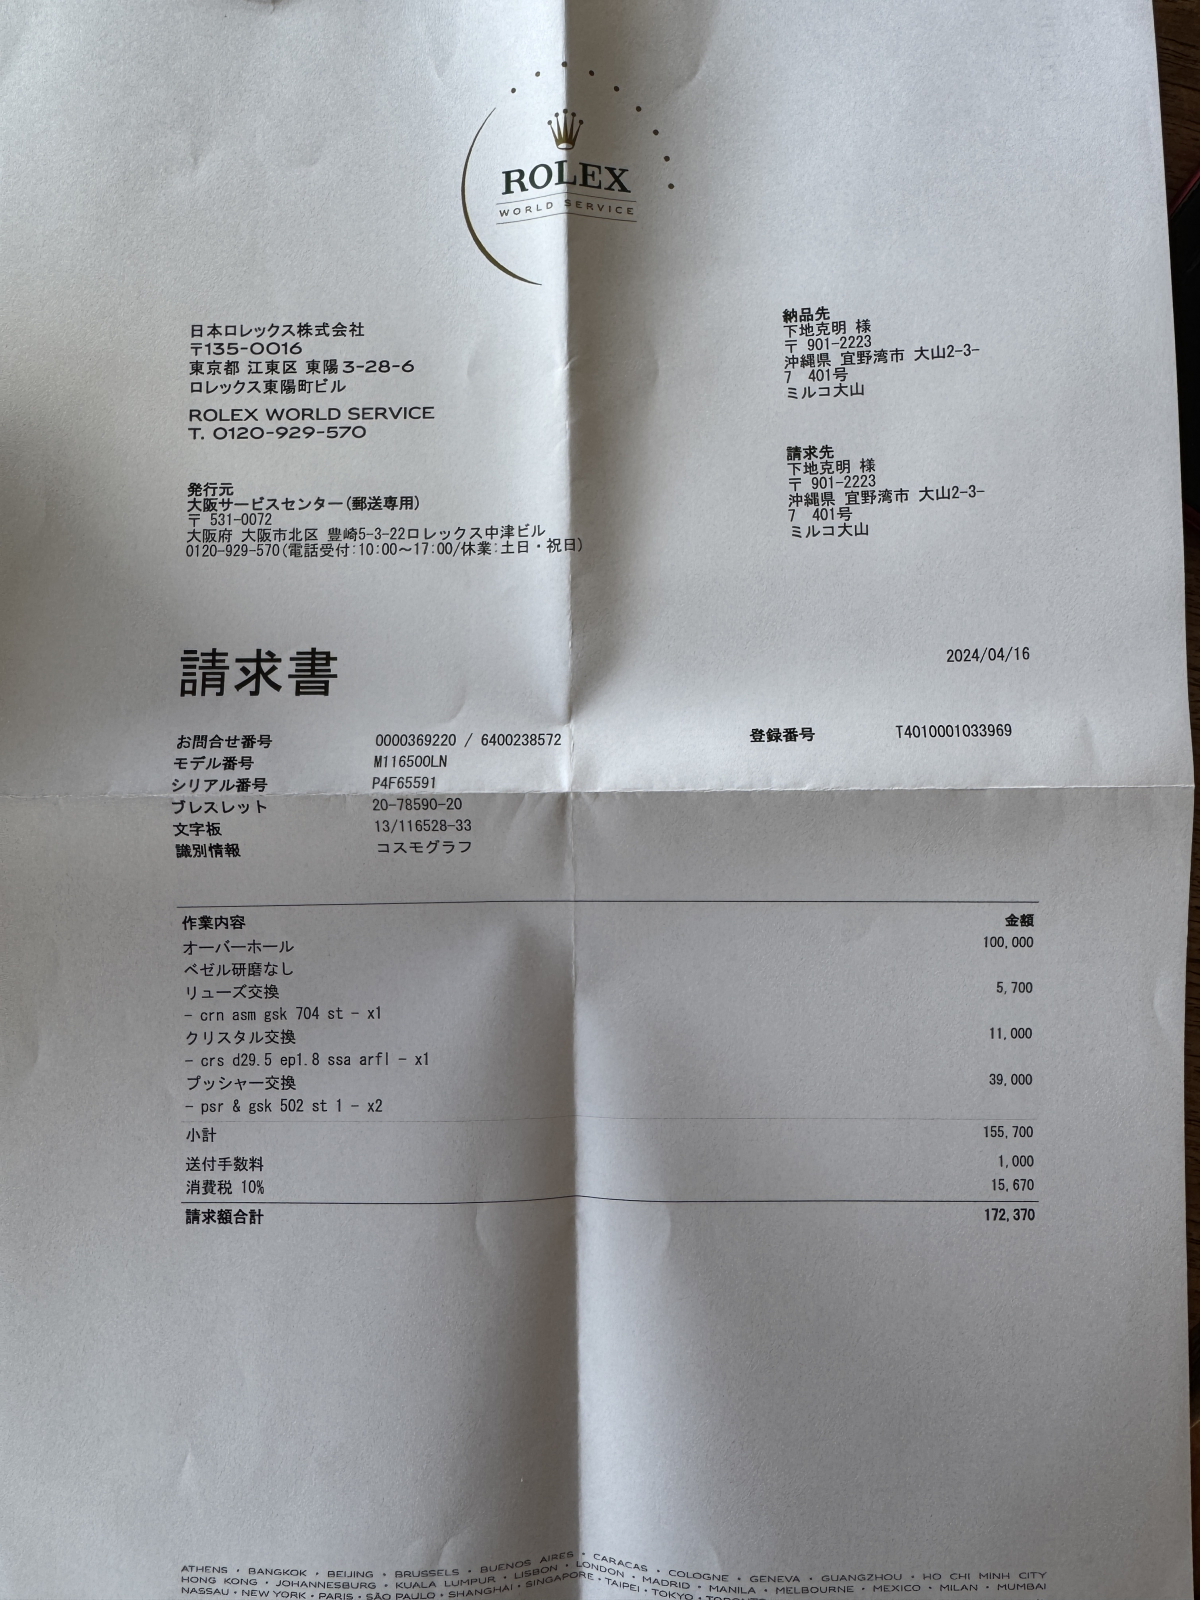 ROLEX
WORLD SERVICE
日本ロレックス株式会社
〒135-0016
東京都 江東区 東陽3-28-6
ロレックス東陽町ビル
ROLEX WORLD SERVICE
T. 0120-929-570
発行元
大阪サービスセンター(郵送専用)
〒 531-0072
大阪府 大阪市北区 豊崎5-3-22ロレックス中津ビル
0120-929-570(電話受付:10:00〜17:00/休業:土日・祝日)
納品先
下地克明 様
〒 901-2223
沖縄県 宜野湾市 大山2-3-
7 401号
ミルコ大山
請求先
下地克明 様
〒 901-2223
沖縄県 宜野湾市 大山2-3-
7 401号
ミルコ大山
請求書
2024/04/16
お問合せ番号 0000369220 / 6400238572 登録番号 T4010001033969
モデル番号 M116500LN
シリアル番号 P4F65591
ブレスレット 20-78590-20
文字板 13/116528-33
識別情報 コスモグラフ
作業内容 金額
オーバーホール 100,000
ベゼル研磨なし
リューズ交換 5,700
- crn asm gsk 704 st - x1
クリスタル交換 11,000
- crs d29.5 ep1.8 ssa arfl - x1
プッシャー交換 39,000
- psr & gsk 502 st 1 - x2
小計 155,700
送付手数料 1,000
消費税 10% 15,670
請求額合計 172,370
ATHENS • BANGKOK • BEIJING • BRUSSELS • BUENOS AIRES • CARACAS • COLOGNE • GENEVA • GUANGZHOU • HO CHI MINH CITY
HONG KONG • JOHANNESBURG • KUALA LUMPUR • LISBON • LONDON • MADRID • MANILA • MELBOURNE • MEXICO • MILAN • MUMBAI
NASSAU • NEW YORK • PARIS • SÃO PAULO • SHANGHAI • SINGAPORE • TAIPEI • TOKYO • TORONTO